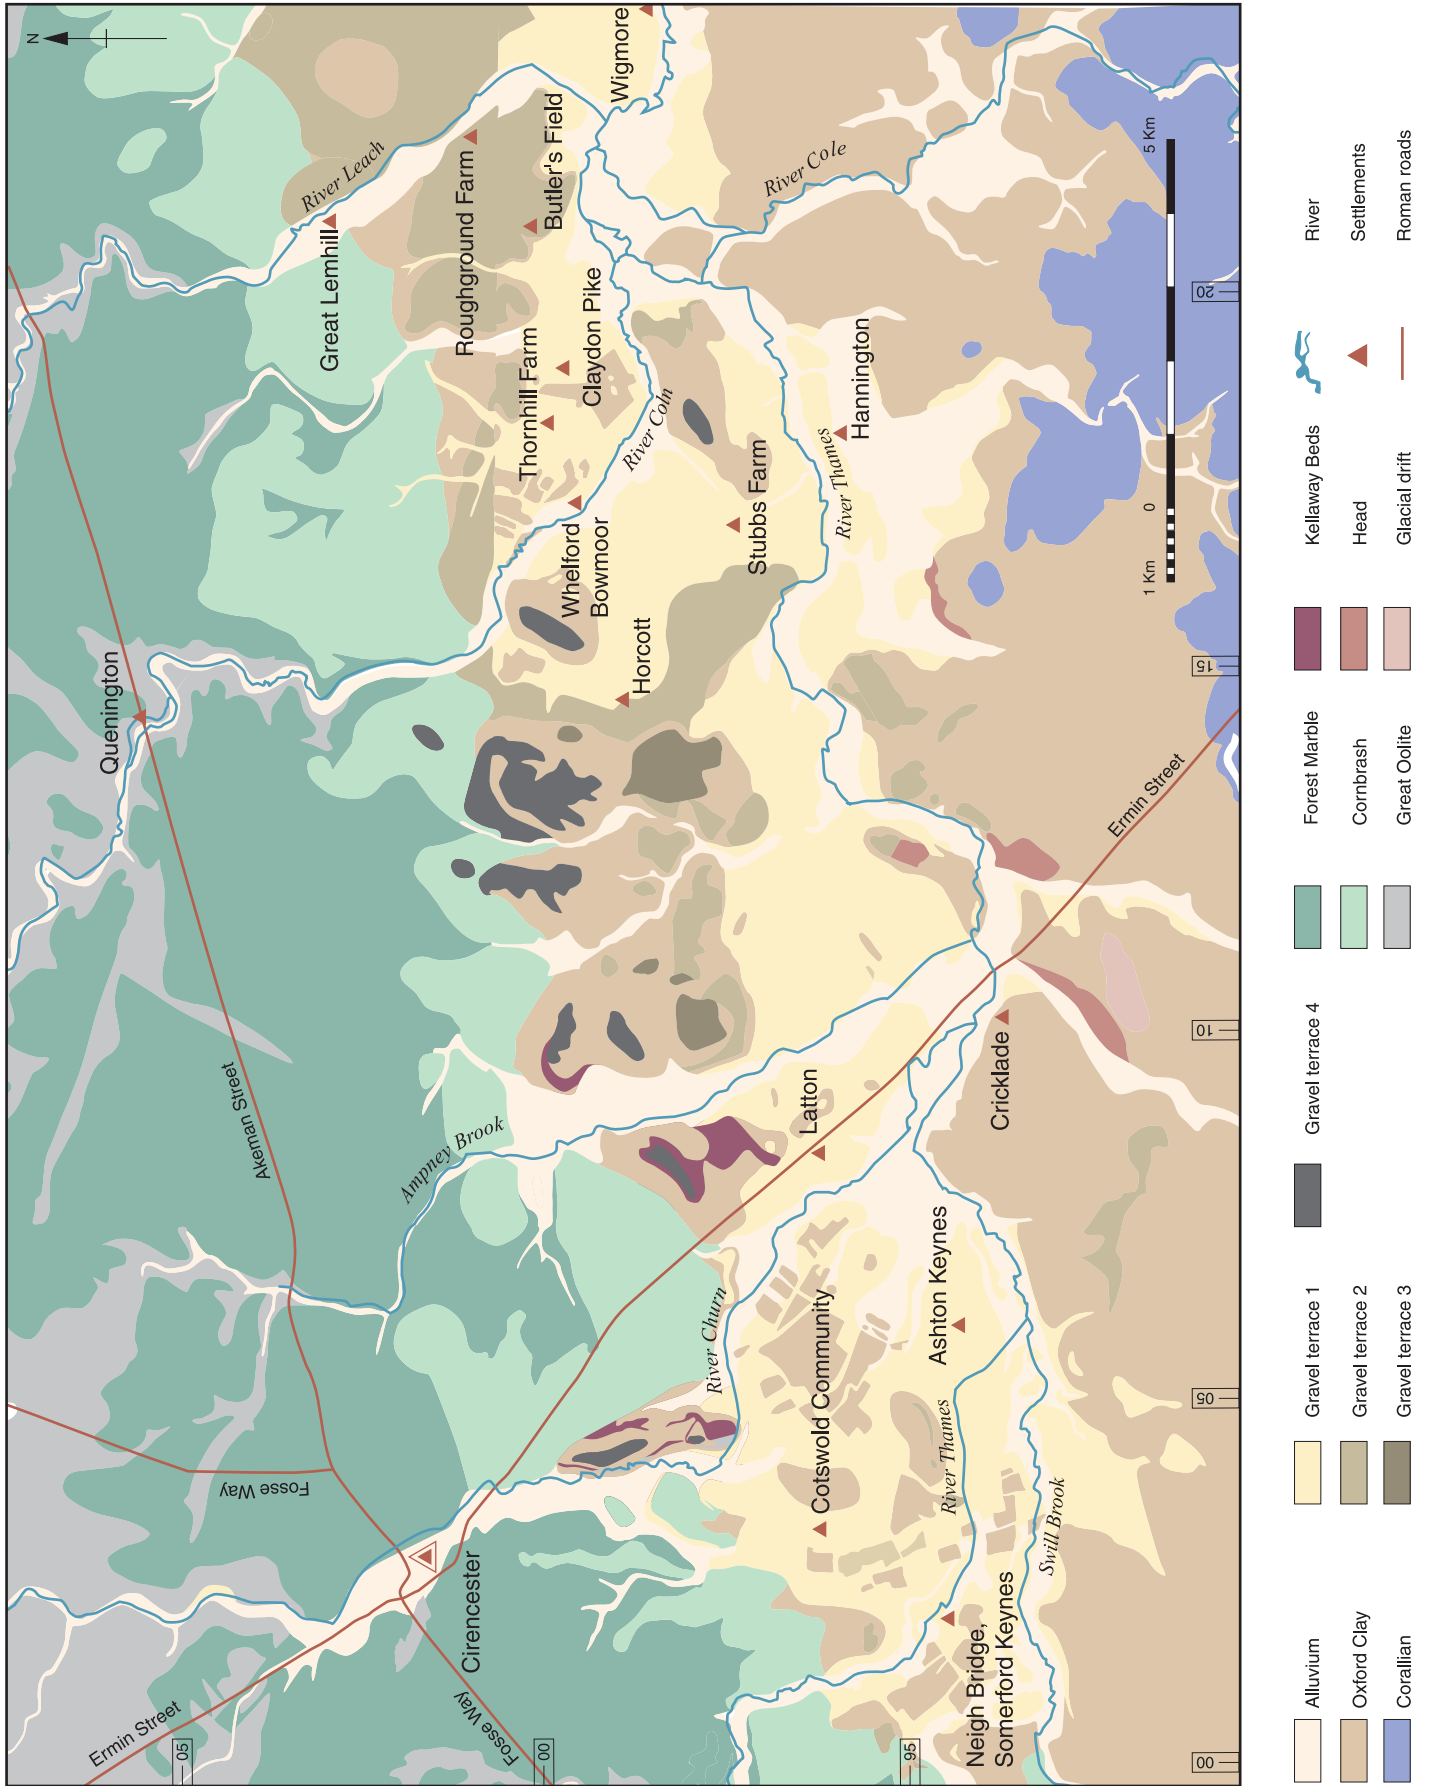 N
Wigmore
River Leach
Butler's Field
Roughground Farm
Great Lemhill
River Cole
Claydon Pike
Thornhill Farm
River Coln
Hannington
River Thames
Stubbs Farm
Whelford
Bowmoor
Horcott
Quenington
Ermin Street
Akeman Street
Ampney Brook
Latton
Cricklade
Ashton Keynes
River Churn
Cotswold Community
River Thames
Swill Brook
Fosse Way
Cirencester
Neigh Bridge,
Somerford Keynes
Ermin Street
Fosse Way
05
00
95
00
05
10
15
20
1 Km
0
5 Km
Alluvium
Oxford Clay
Corallian
Gravel terrace 1
Gravel terrace 2
Gravel terrace 3
Gravel terrace 4
Forest Marble
Cornbrash
Great Oolite
Kellaway Beds
Head
Glacial drift
River
Settlements
Roman roads